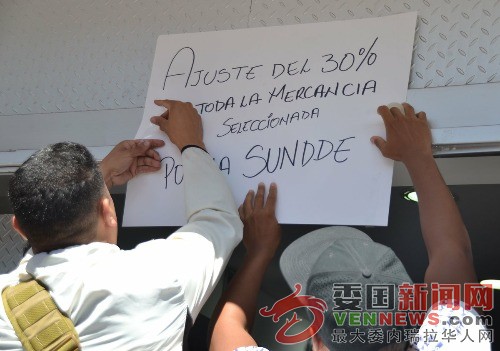 AJUSTE DEL 30%
TODA LA MERCANCIA
SELECCIONADA
SUNDDE
委国新闻网
VENNEWS.COM
最大委内瑞拉华人网